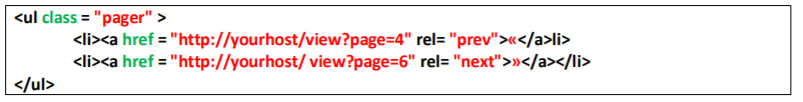 <ul class = "pager" >
<li><a href = "http://yourhost/view?page=4" rel= "prev">«</a>li>
<li><a href = "http://yourhost/ view?page=6" rel= "next">»</a></li>
</ul>